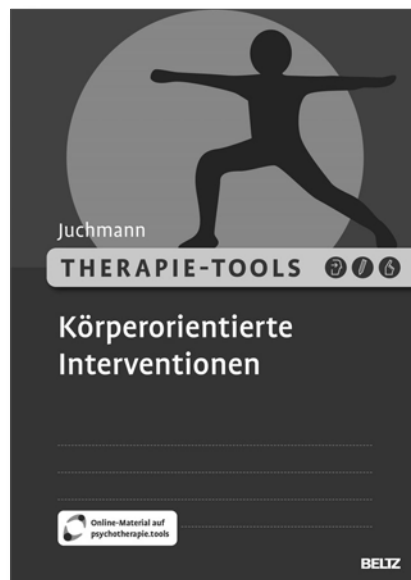 Juchmann
THERAPIE-TOOLS
Körperorientierte
Interventionen
Online-Material auf
psychotherapie.tools
BELTZ